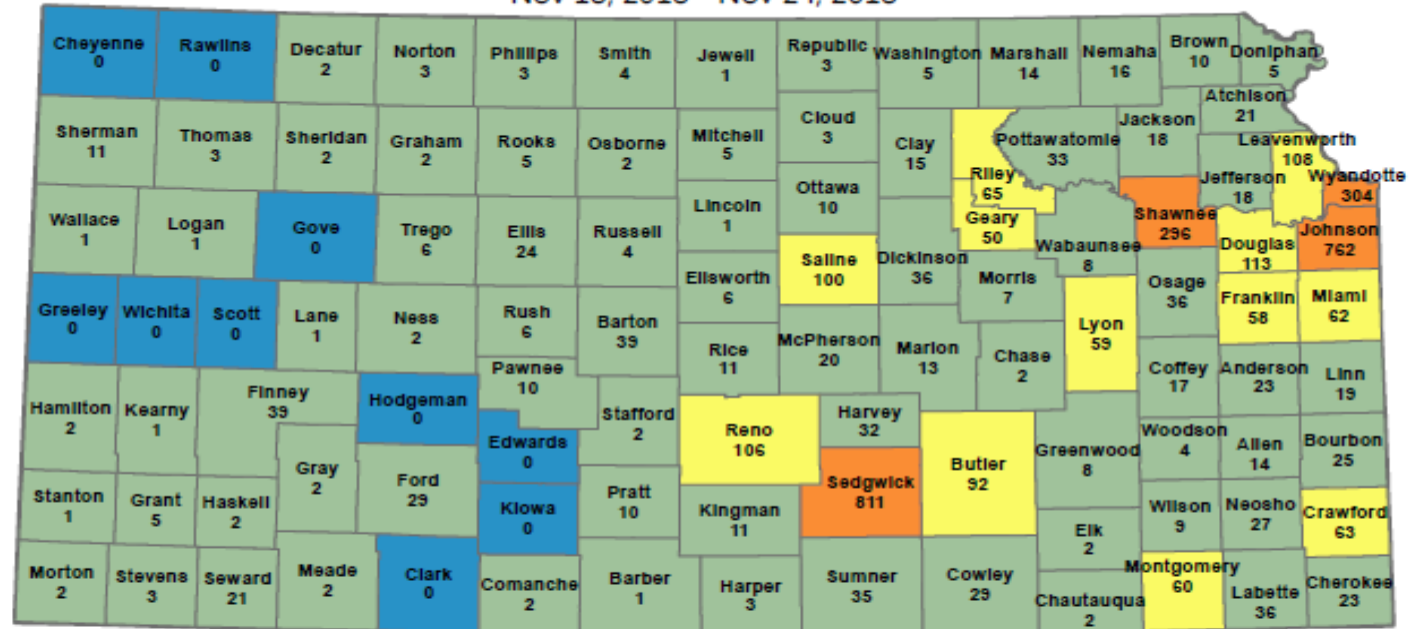 Nov Nov 24,
Cheyenne
0
Rawlins
0
Decatur
2
Norton
3
Phillips
3
Smith
4
Jewell
1
Republic
3
Washington
5
Marshall
14
Nemaha
16
Brown
10
Doniphan
5
Atchison
21
Sherman
11
Thomas
3
Sheridan
2
Graham
2
Rooks
5
Osborne
2
Mitchell
5
Cloud
3
Clay
15
Riley
65
Pottawatomie
33
Jackson
18
Jefferson
18
Leavenworth
108
Wyandotte
304
Wallace
1
Logan
1
Gove
0
Trego
6
Ellis
24
Russell
4
Lincoln
1
Ottawa
10
Saline
100
Dickinson
36
Geary
50
Morris
7
Wabaunsee
8
Shawnee
296
Douglas
113
Johnson
762
Greeley
0
Wichita
0
Scott
0
Lane
1
Ness
2
Rush
6
Barton
39
Ellsworth
6
Rice
11
McPherson
20
Marion
13
Chase
2
Lyon
59
Osage
36
Franklin
58
Miami
62
Coffey
17
Anderson
23
Linn
19
Hamilton
2
Kearny
1
Finney
39
Hodgeman
0
Pawnee
10
Edwards
0
Stafford
2
Reno
106
Harvey
32
Sedgwick
811
Butler
92
Greenwood
8
Woodson
4
Allen
14
Bourbon
25
Stanton
1
Grant
5
Haskell
2
Gray
2
Ford
29
Kiowa
0
Pratt
10
Kingman
11
Elk
2
Wilson
9
Neosho
27
Crawford
63
Morton
2
Stevens
3
Seward
21
Meade
2
Clark
0
Comanche
2
Barber
1
Harper
3
Sumner
35
Cowley
29
Chautauqua
2
Montgomery
60
Labette
36
Cherokee
23